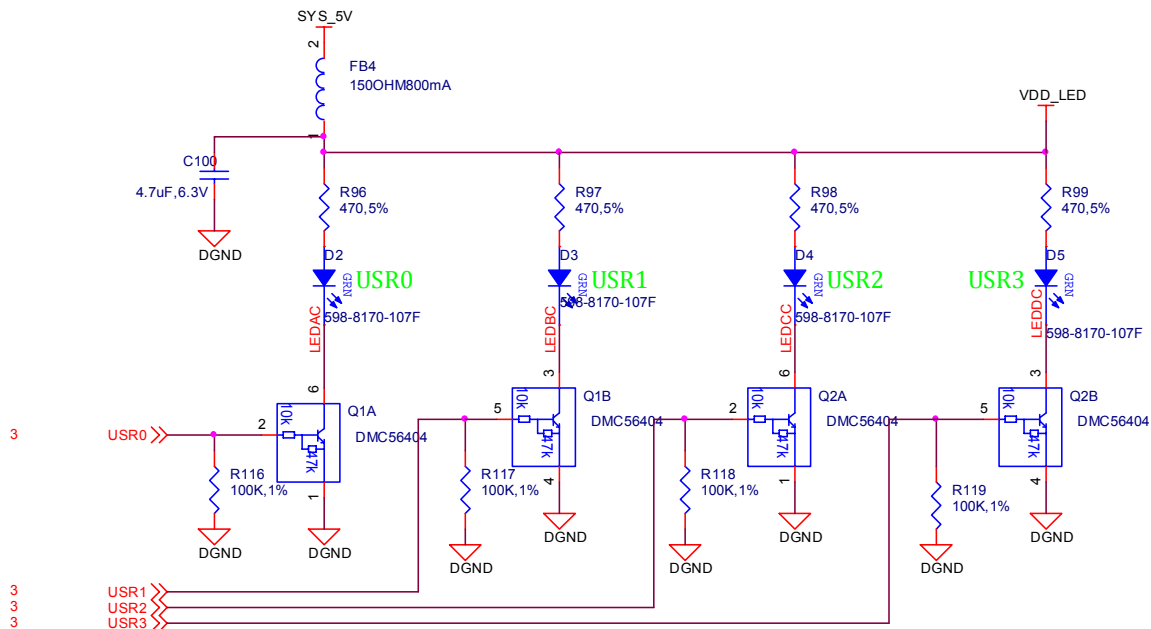 SYS_5V
2
FB4
150OHM800mA
1
VDD_LED
C100
4.7uF,6.3V
DGND
R96
470,5%
R97
470,5%
R98
470,5%
R99
470,5%
D2
USR0
GRN
598-8170-107F
LEDAC
D3
USR1
GRN
598-8170-107F
LEDBC
D4
USR2
GRN
598-8170-107F
LEDCC
D5
USR3
GRN
598-8170-107F
LEDDC
6
Q1A
DMC56404
10k
47k
2
1
3
Q1B
DMC56404
10k
47k
5
4
6
Q2A
DMC56404
10k
47k
2
1
3
Q2B
DMC56404
10k
47k
5
4
3
USR0
R116
100K,1%
R117
100K,1%
R118
100K,1%
R119
100K,1%
DGND
DGND
DGND
DGND
DGND
DGND
DGND
DGND
3
USR1
3
USR2
3
USR3